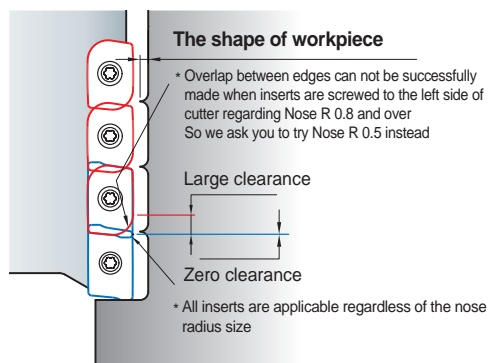 The shape of workpiece
* Overlap between edges can not be successfully
made when inserts are screwed to the left side of
cutter regarding Nose R 0.8 and over
So we ask you to try Nose R 0.5 instead
Large clearance
Zero clearance
* All inserts are applicable regardless of the nose
radius size